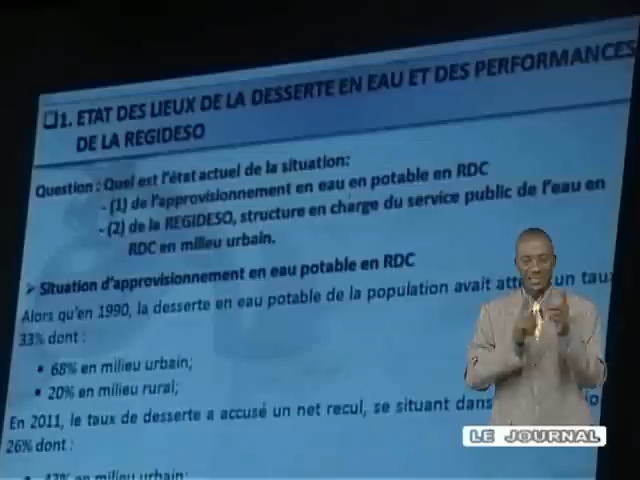 ❑1. ETAT DES LIEUX DE LA DESSERTE EN EAU ET DES PERFORMANCES
DE LA REGIDESO
Question : Quel est l'état actuel de la situation:
- (1) de l'approvisionnement en eau en potable en RDC
- (2) de la REGIDESO, structure en charge du service public de l'eau en
RDC en milieu urbain.
➢ Situation d'approvisionnement en eau potable en RDC
Alors qu'en 1990, la desserte en eau potable de la population avait un taux
33% dont :
• 68% en milieu urbain;
• 20% en milieu rural;
En 2011, le taux de desserte a accusé un net recul, se situant dans
26% dont :
• 42% en milieu urbain;
LE JOURNAL